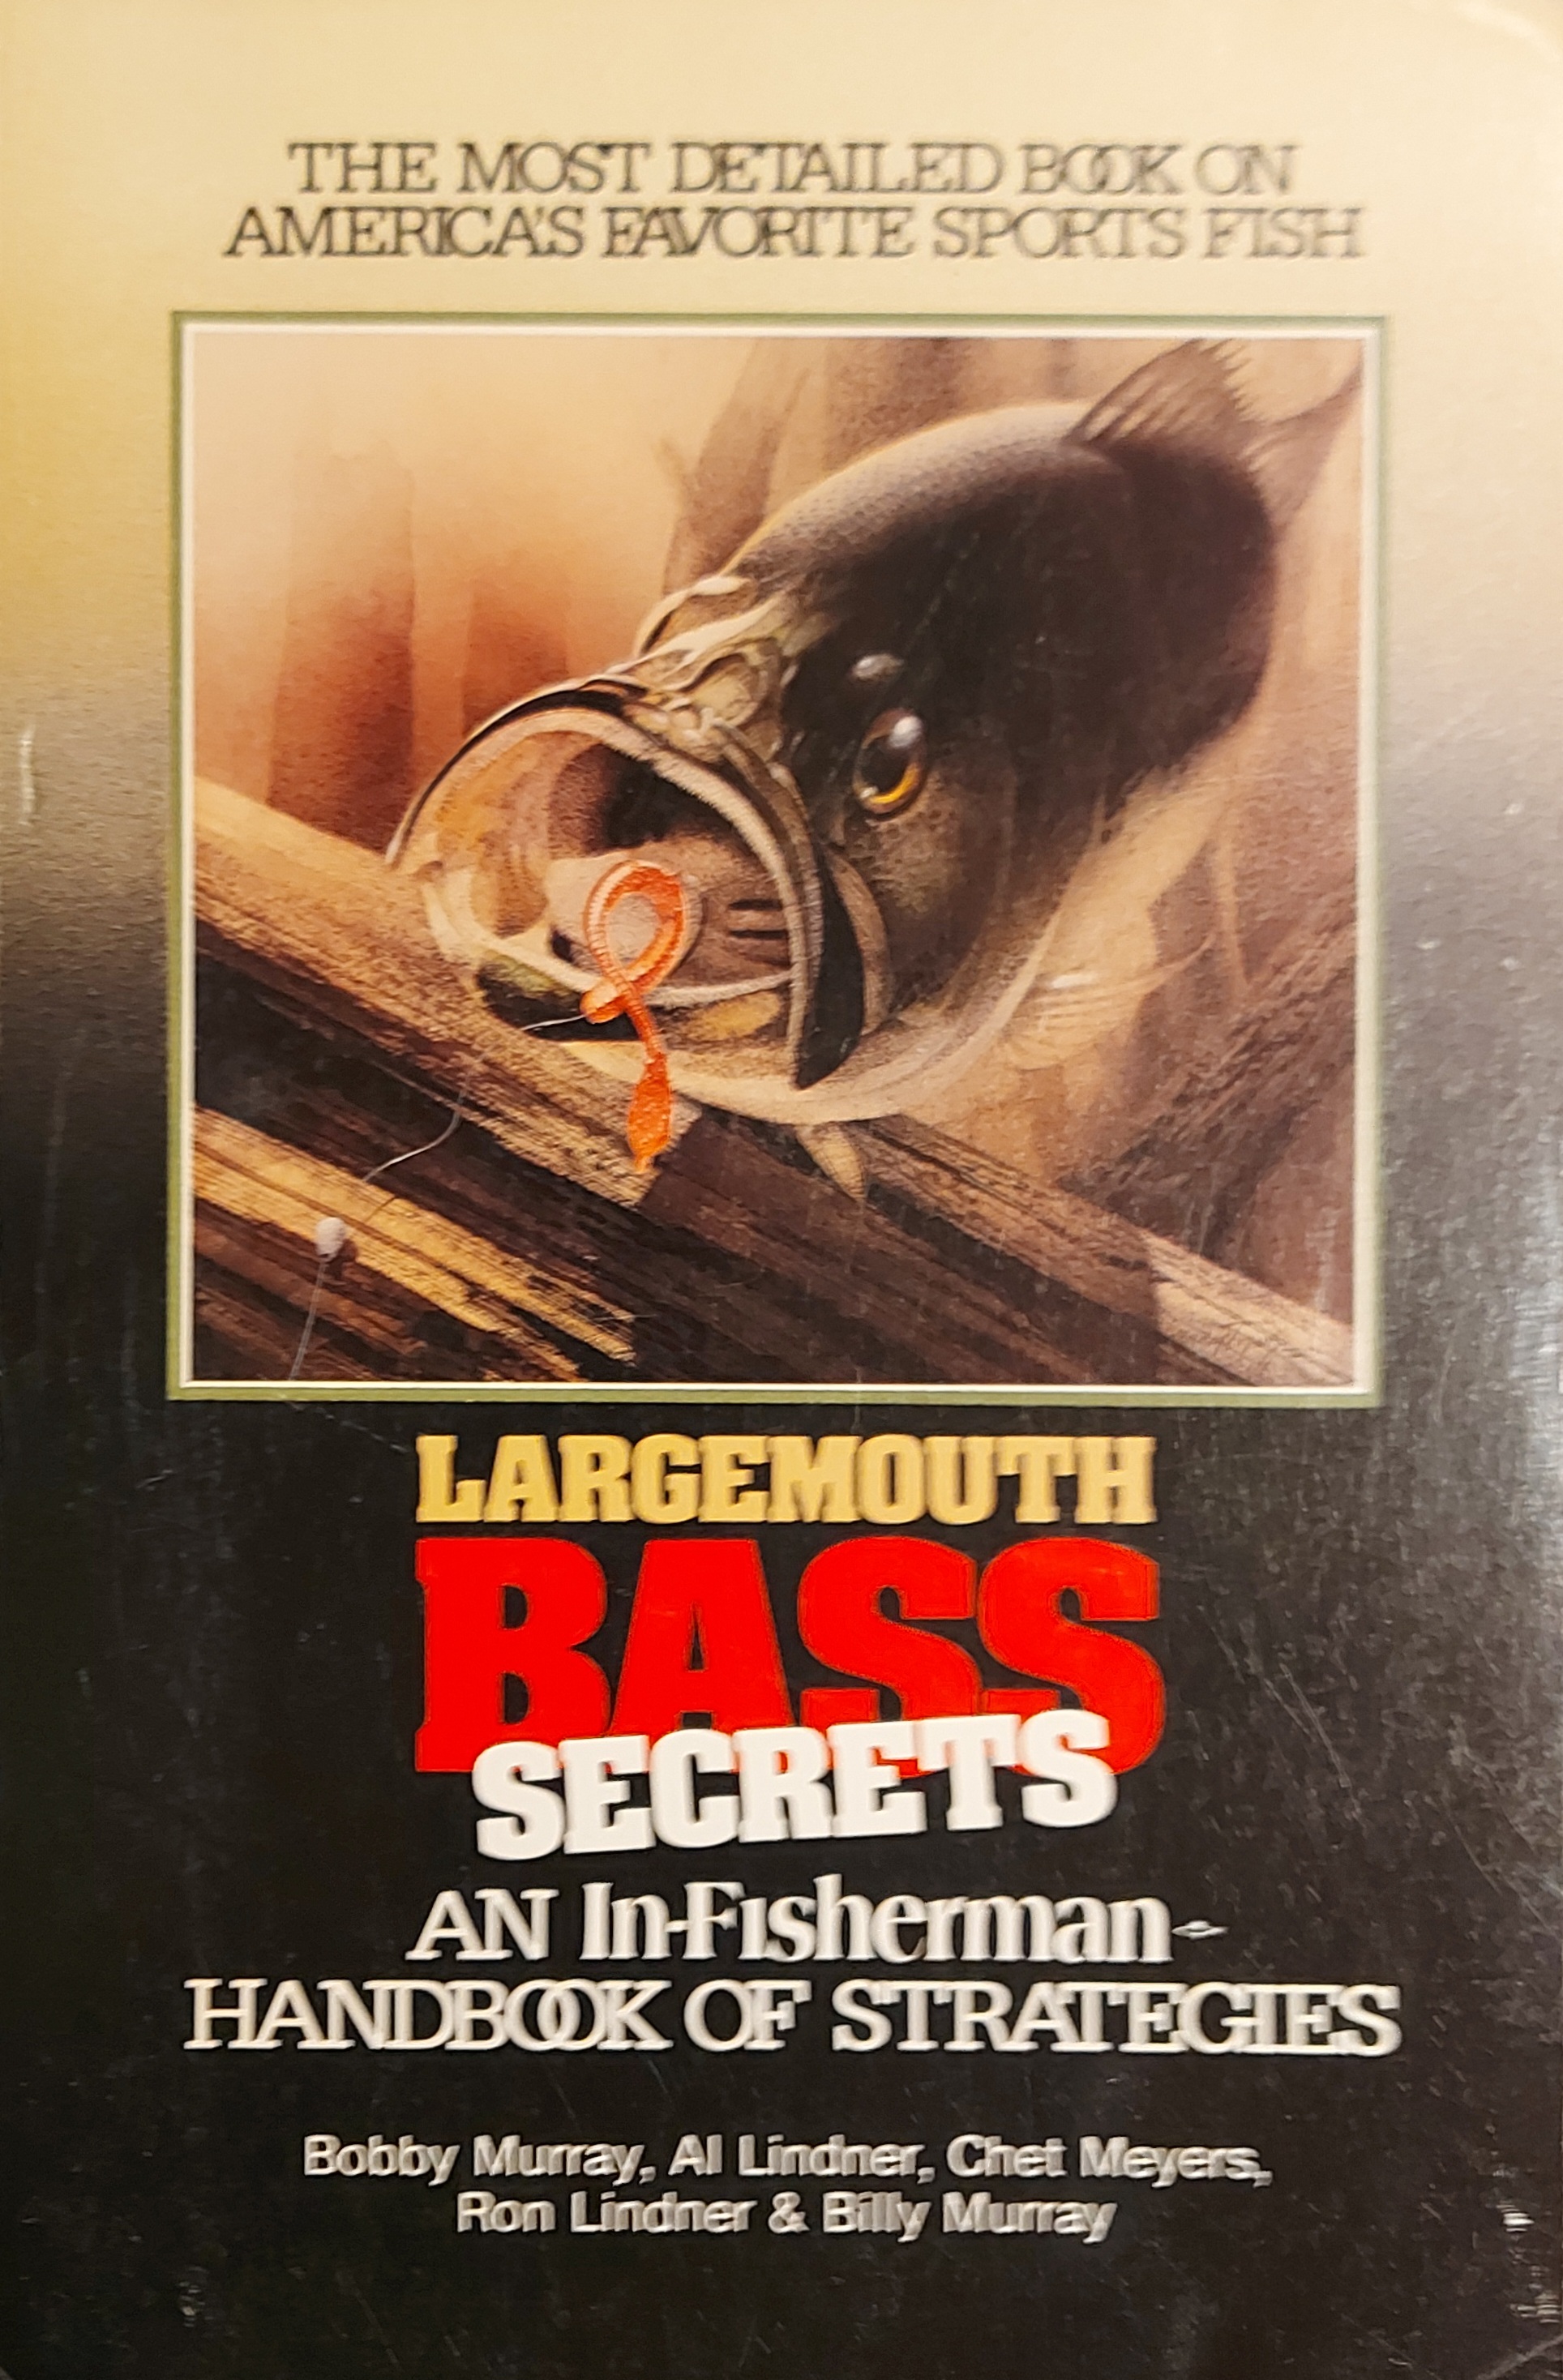 THE MOST DETAILED BOOK ON
AMERICA'S FAVORITE SPORTS FISH
LARGEMOUTH
BASS
SECRETS
AN In-Fisherman
HANDBOOK OF STRATEGIES
Bobby Murray, Al Lindner, Chet Meyers,
Ron Lindner & Billy Murray